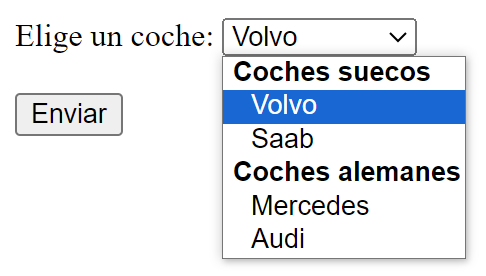 Elige un coche: Volvo
Coches suecos
Volvo
Enviar
Saab
Coches alemanes
Mercedes
Audi